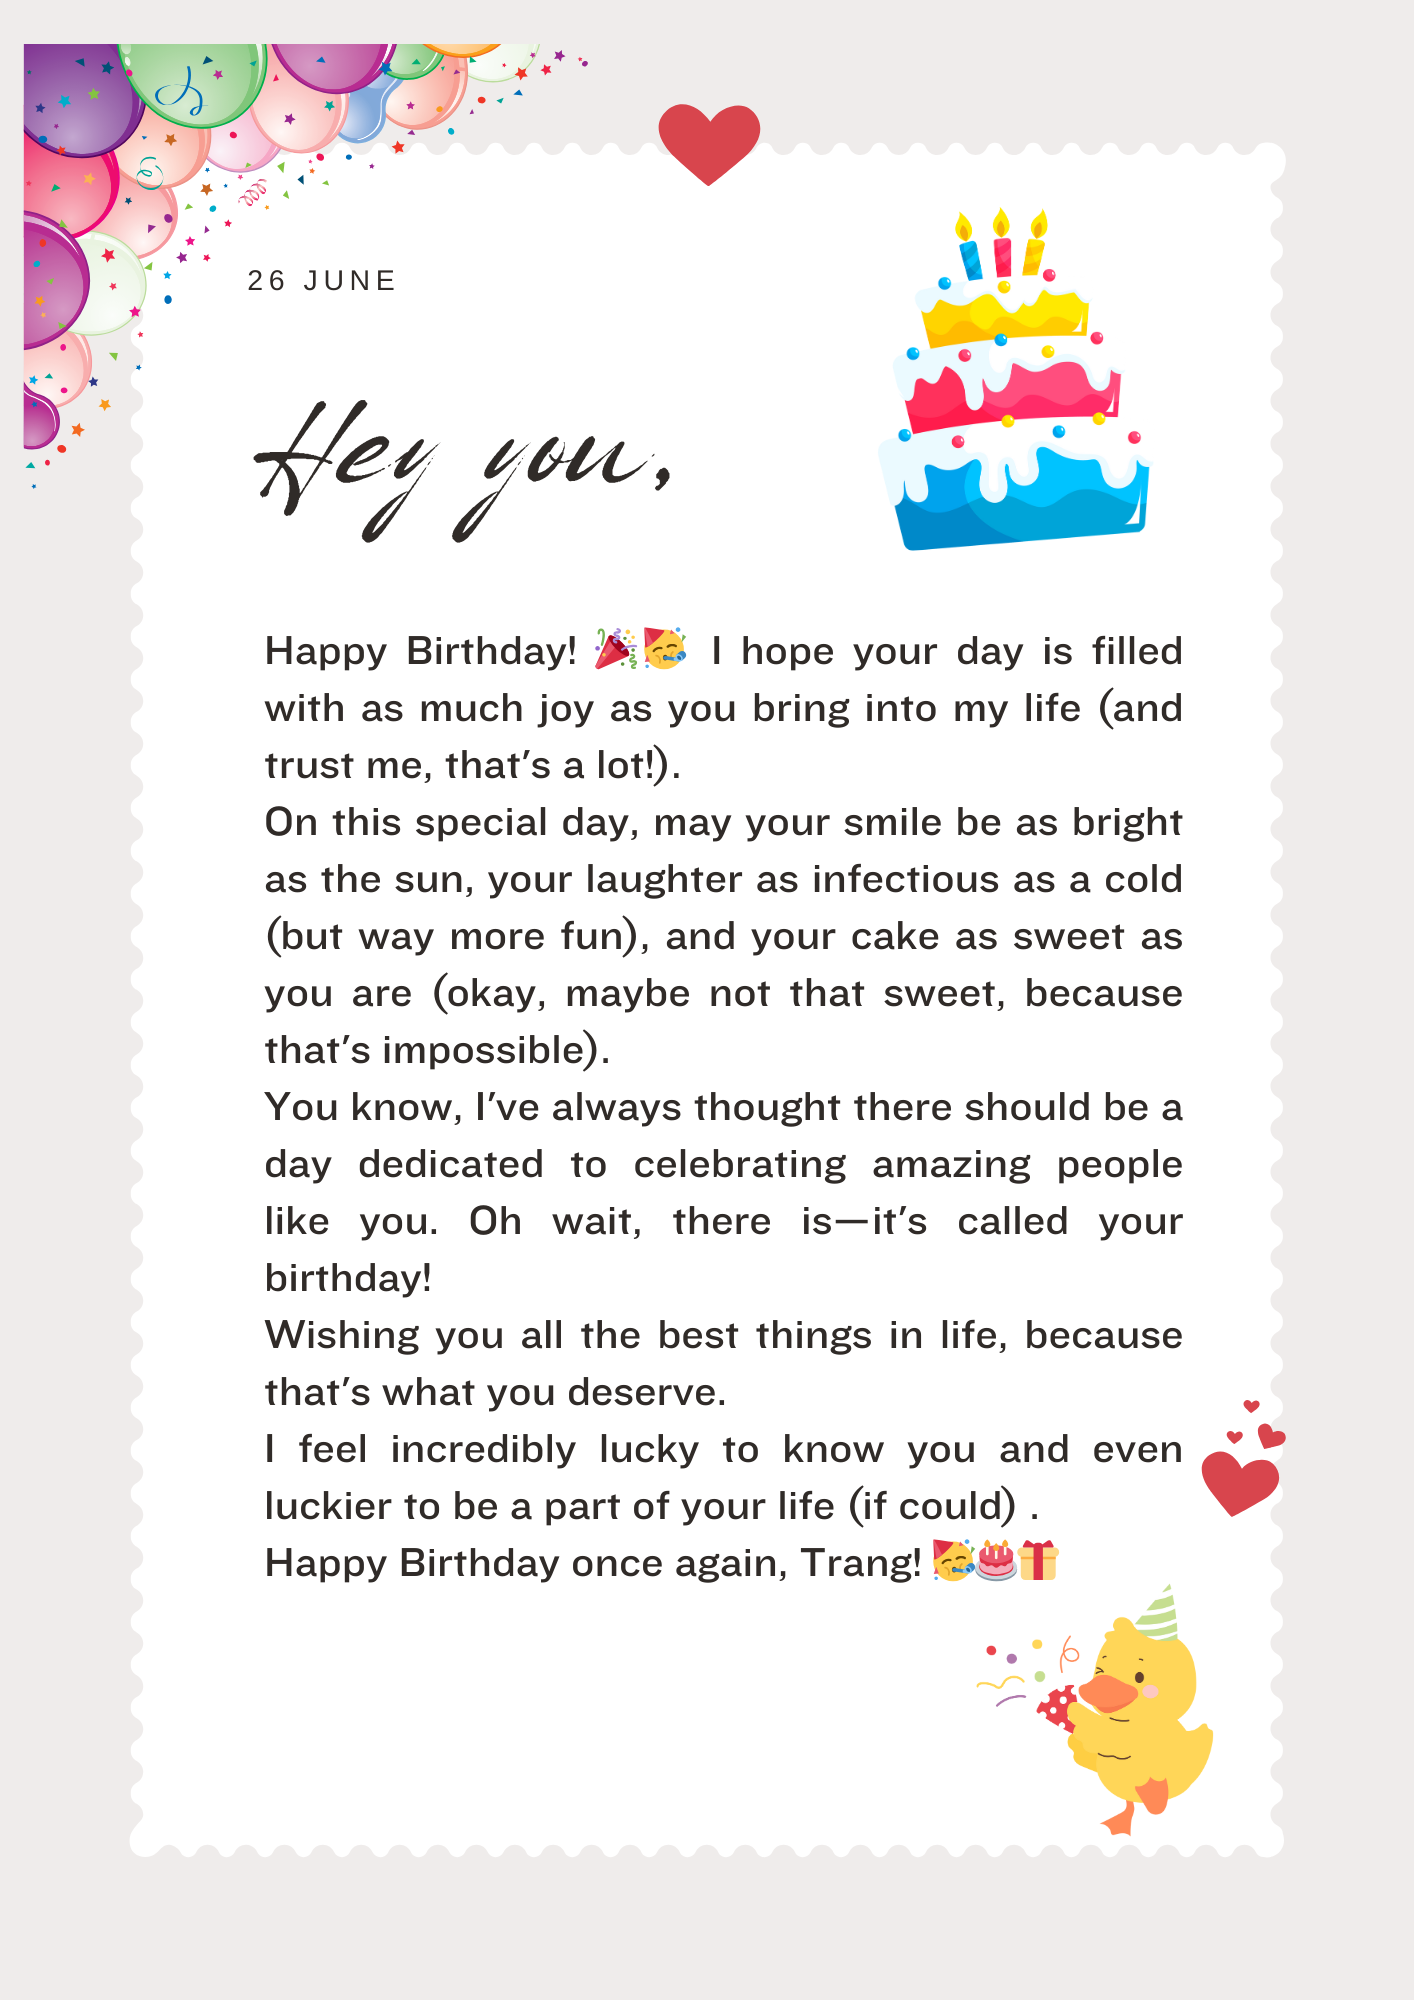 26 JUNE
Hey you,
Happy Birthday! 🎉🥳 I hope your day is filled
with as much joy as you bring into my life (and
trust me, that's a lot!).
On this special day, may your smile be as bright
as the sun, your laughter as infectious as a cold
(but way more fun), and your cake as sweet as
you are (okay, maybe not that sweet, because
that's impossible).
You know, I've always thought there should be a
day dedicated to celebrating amazing people
like you. Oh wait, there is—it's called your
birthday!
Wishing you all the best things in life, because
that's what you deserve.
I feel incredibly lucky to know you and even
luckier to be a part of your life (if could) .
Happy Birthday once again, Trang! 🥳🎂🎁